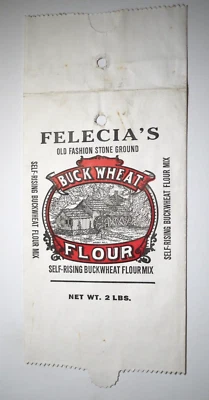 FELECIA'S
OLD FASHION STONE GROUND
BUCK WHEAT
FLOUR
SELF-RISING BUCKWHEAT FLOUR MIX
NET WT. 2 LBS.
SELF-RISING BUCKWHEAT FLOUR MIX
SELF-RISING BUCKWHEAT FLOUR MIX